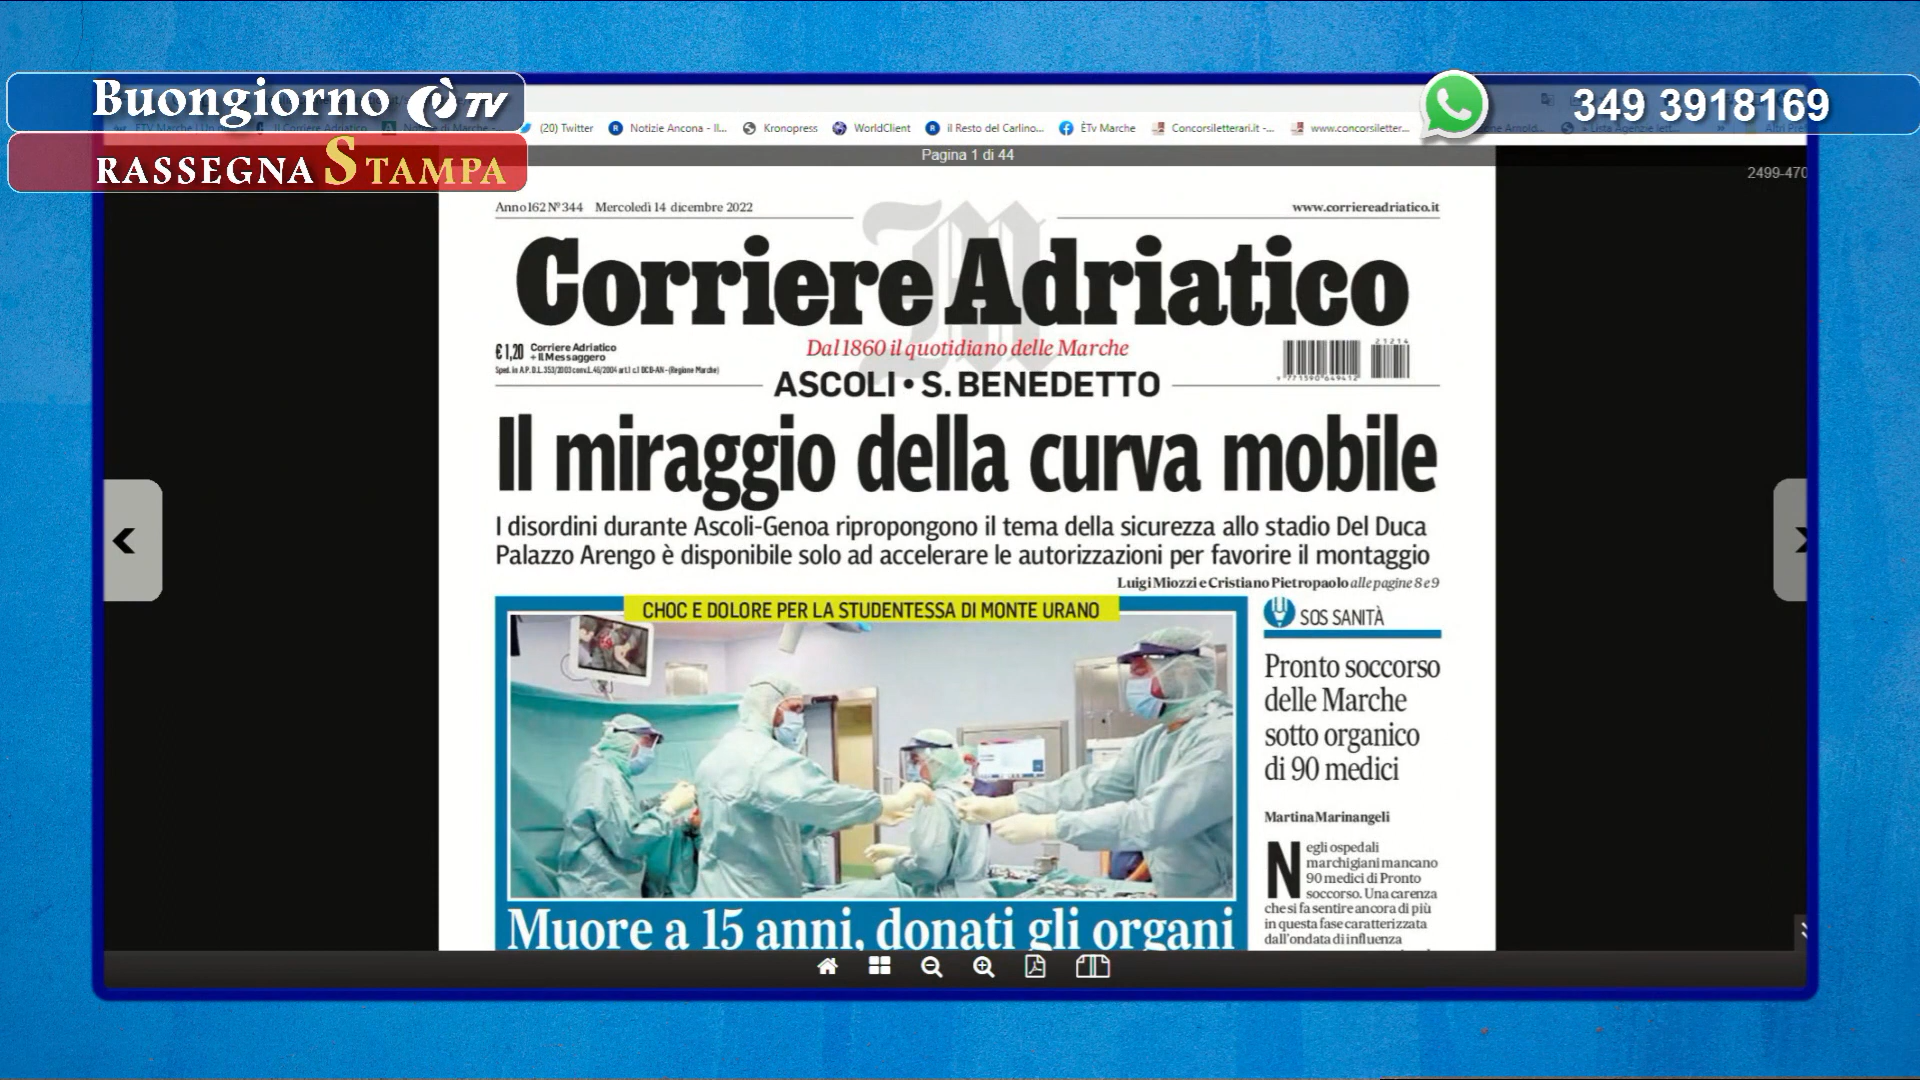 Buongiorno èTV
RASSEGNA STAMPA
349 3918169
(20) Twitter
Notizie Ancona - Il...
Kronopress
WorldClient
il Resto del Carlino...
ÈTv Marche
Concorsiletterari.it -...
www.concorsiletter...
Pagina 1 di 44
2499-470
Anno 162 N° 344 Mercoledì 14 dicembre 2022
www.corriereadriatico.it
Corriere Adriatico
€ 1,20 Corriere Adriatico
+ Il Messaggero
Dal 1860 il quotidiano delle Marche
ASCOLI • S. BENEDETTO
Il miraggio della curva mobile
I disordini durante Ascoli-Genoa ripropongono il tema della sicurezza allo stadio Del Duca
Palazzo Arengo è disponibile solo ad accelerare le autorizzazioni per favorire il montaggio
Luigi Miozzi e Cristiano Pietropaolo alle pagine 8 e 9
CHOC E DOLORE PER LA STUDENTESSA DI MONTE URANO
Muore a 15 anni, donati gli organi
SOS SANITÀ
Pronto soccorso
delle Marche
sotto organico
di 90 medici
Martina Marinangeli
Negli ospedali
marchigiani mancano
90 medici di Pronto
soccorso. Una carenza
che si fa sentire ancora di più
in questa fase caratterizzata
dall'ondata di influenza